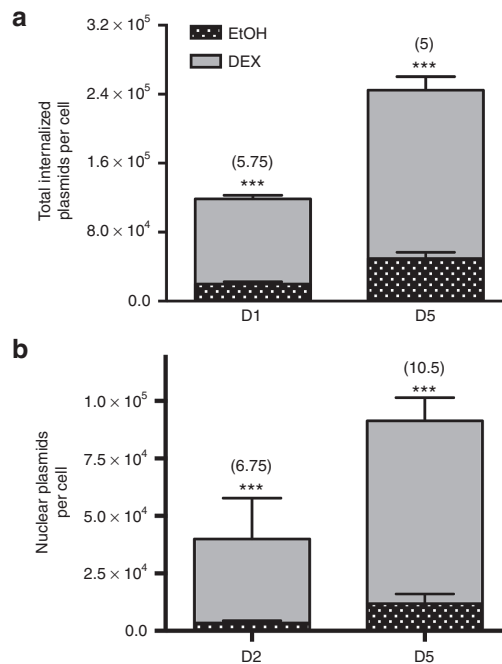 a
EtOH
DEX
Total internalized
plasmids per cell
3.2 × 10⁵
2.4 × 10⁵
1.6 × 10⁵
8.0 × 10⁴
0.0
(5.75)
***
(5)
***
D1
D5
b
Nuclear plasmids
per cell
1.0 × 10⁵
7.5 × 10⁴
5.0 × 10⁴
2.5 × 10⁴
0.0
(6.75)
***
(10.5)
***
D2
D5